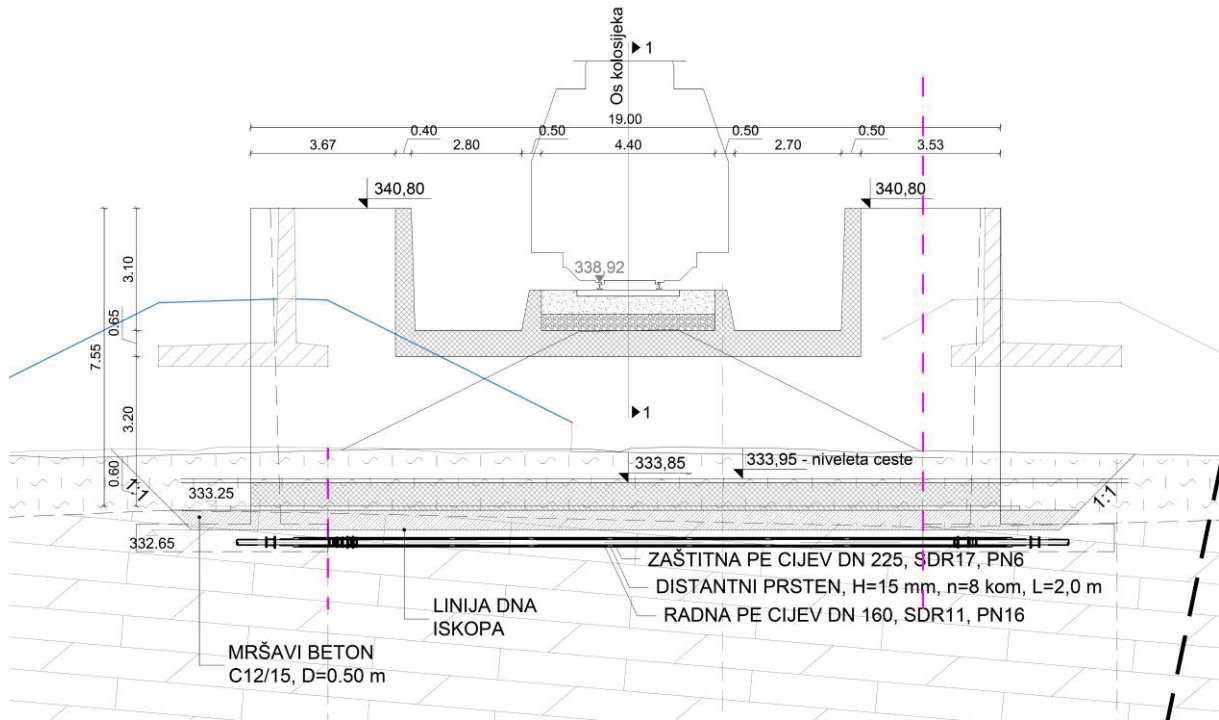 1
Os kolosijeka
19.00
0.40
0.50
0.50
0.50
3.67
2.80
4.40
2.70
3.53
340,80
340,80
338,92
3.10
0.65
7.55
3.20
0.60
1
333,85
333,95 - niveleta ceste
1:1
1:1
333.25
332.65
ZAŠTITNA PE CIJEV DN 225, SDR17, PN6
DISTANTNI PRSTEN, H=15 mm, n=8 kom, L=2,0 m
RADNA PE CIJEV DN 160, SDR11, PN16
LINIJA DNA
ISKOPA
MRŠAVI BETON
C12/15, D=0.50 m